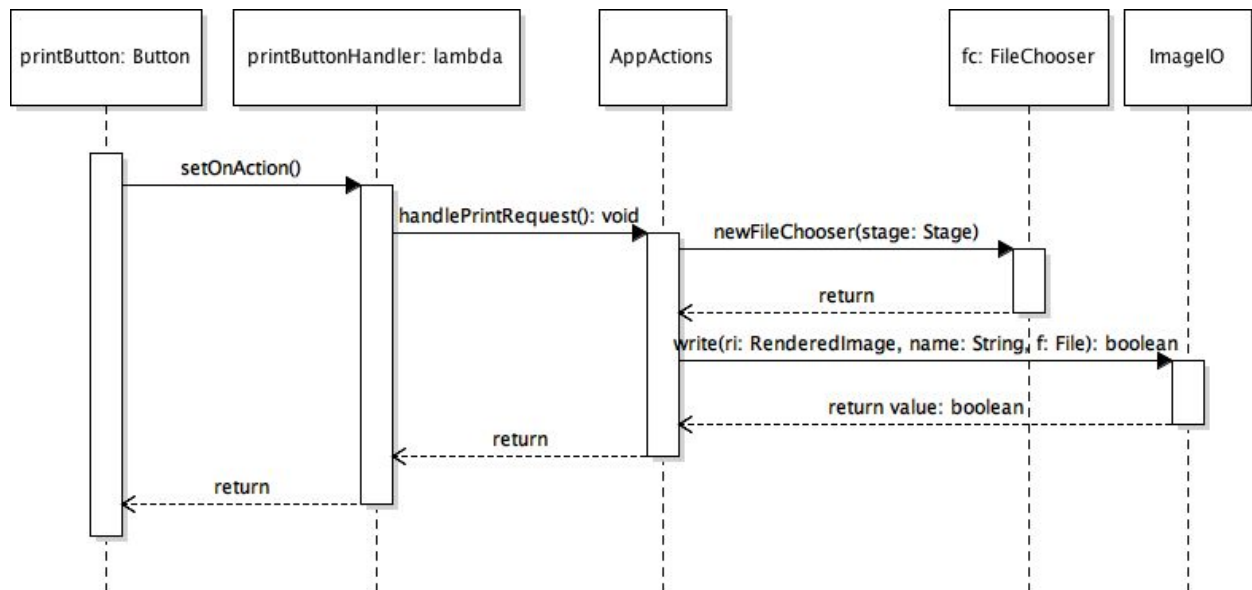 printButton: Button
printButtonHandler: lambda
AppActions
fc: FileChooser
ImageIO
setOnAction()
handlePrintRequest(): void
newFileChooser(stage: Stage)
return
write(ri: RenderedImage, name: String, f: File): boolean
return value: boolean
return
return